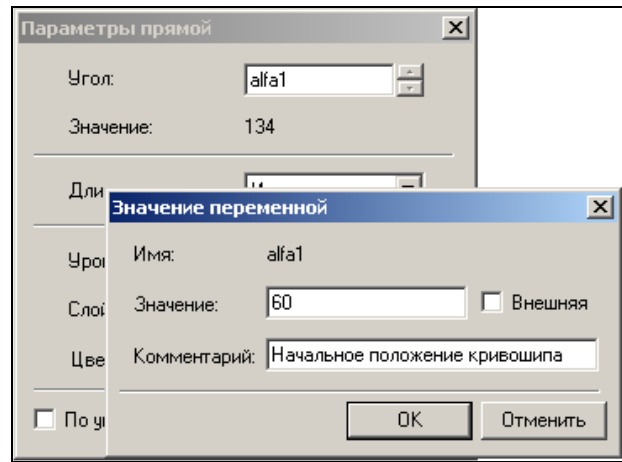 Параметры прямой
Угол: alfa1
Значение: 134
Значение переменной
Имя: alfa1
Значение: 60 Внешняя
Комментарий: Начальное положение кривошипа
OK Отменить